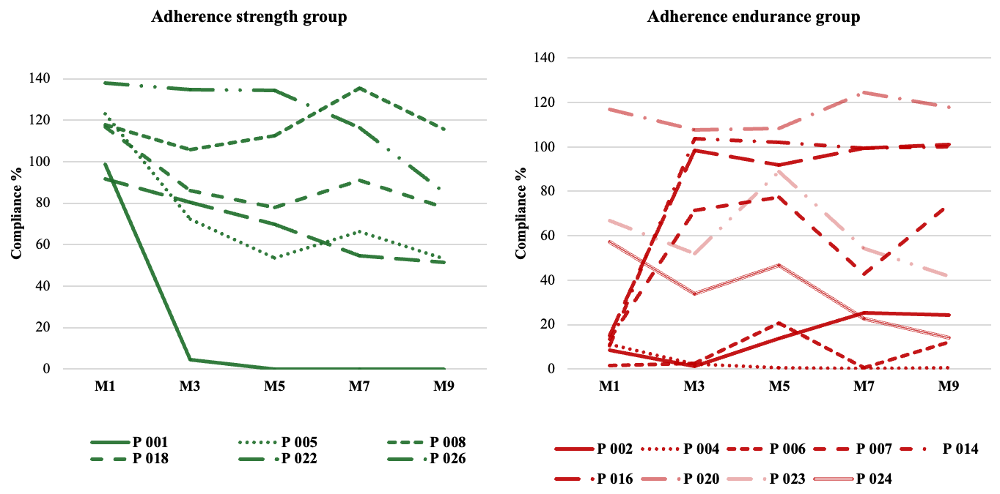 Adherence strength group
Compliance %
140
120
100
80
60
40
20
0
M1 M3 M5 M7 M9
P 001 P 005 P 008
P 018 P 022 P 026
Adherence endurance group
Compliance %
140
120
100
80
60
40
20
0
M1 M3 M5 M7 M9
P 002 P 004 P 006 P 007 P 014
P 016 P 020 P 023 P 024